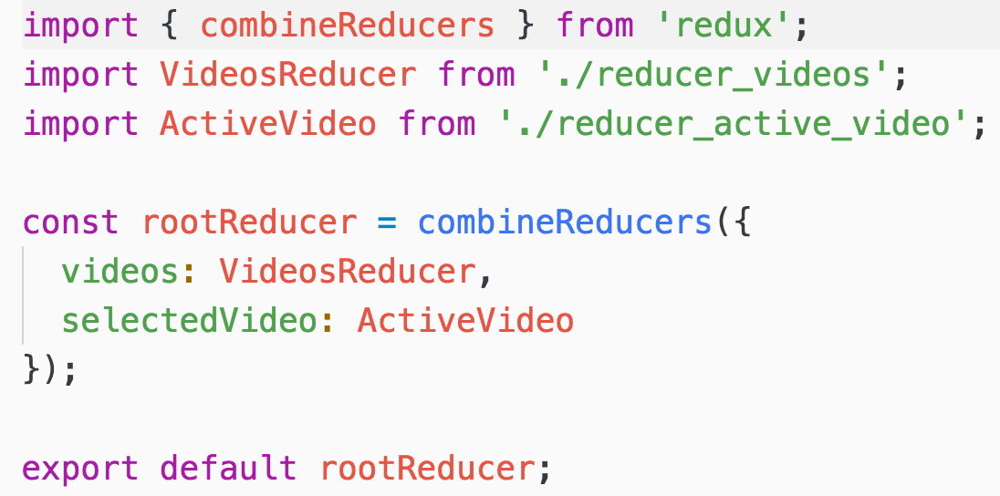 import { combineReducers } from 'redux';
import VideosReducer from './reducer_videos';
import ActiveVideo from './reducer_active_video';
const rootReducer = combineReducers({
  videos: VideosReducer,
  selectedVideo: ActiveVideo
});
export default rootReducer;